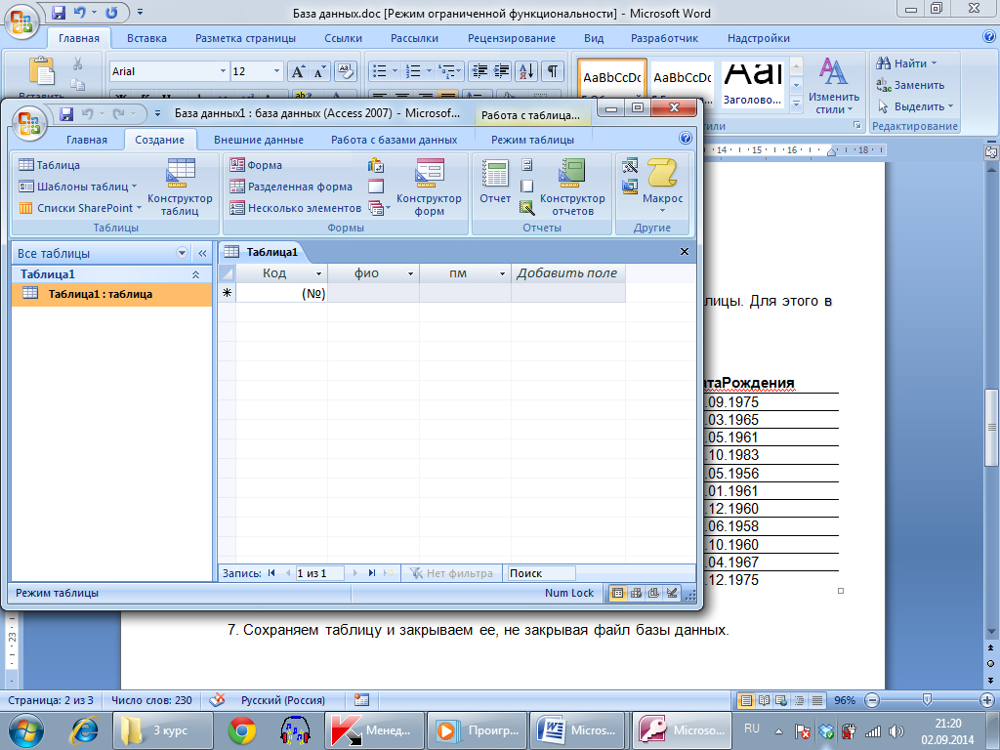 База данных.doc [Режим ограниченной функциональности] - Microsoft Word
Главная Вставка Разметка страницы Ссылки Рассылки Рецензирование Вид Разработчик Надстройки
Arial 12
AaBbCcDc AaBbCcDc AaI
Заголово...
Изменить стили
Найти
Заменить
Выделить
Редактирование
База данных1 : база данных (Access 2007) - Microsof...
Работа с таблица...
Главная Создание Внешние данные Работа с базами данных Режим таблицы
Таблица
Шаблоны таблиц
Списки SharePoint
Конструктор таблиц
Таблицы
Форма
Разделенная форма
Несколько элементов
Конструктор форм
Формы
Отчет
Конструктор отчетов
Отчеты
Макрос
Другие
Все таблицы
Таблица1
Таблица1 : таблица
Таблица1
Код фио пм Добавить поле
(№)
Запись: 1 из 1 Нет фильтра Поиск
Режим таблицы Num Lock
14 15 16 18
лицы. Для этого в
атаРождения
.09.1975
.03.1965
.05.1961
.10.1983
.05.1956
.01.1961
.12.1960
.06.1958
.10.1960
.04.1967
.12.1975
23
7. Сохраняем таблицу и закрываем ее, не закрывая файл базы данных.
Страница: 2 из 3 Число слов: 230 Русский (Россия) 96%
3 курс Менед... Проигр... Micros... Microso... RU 21:20
02.09.2014